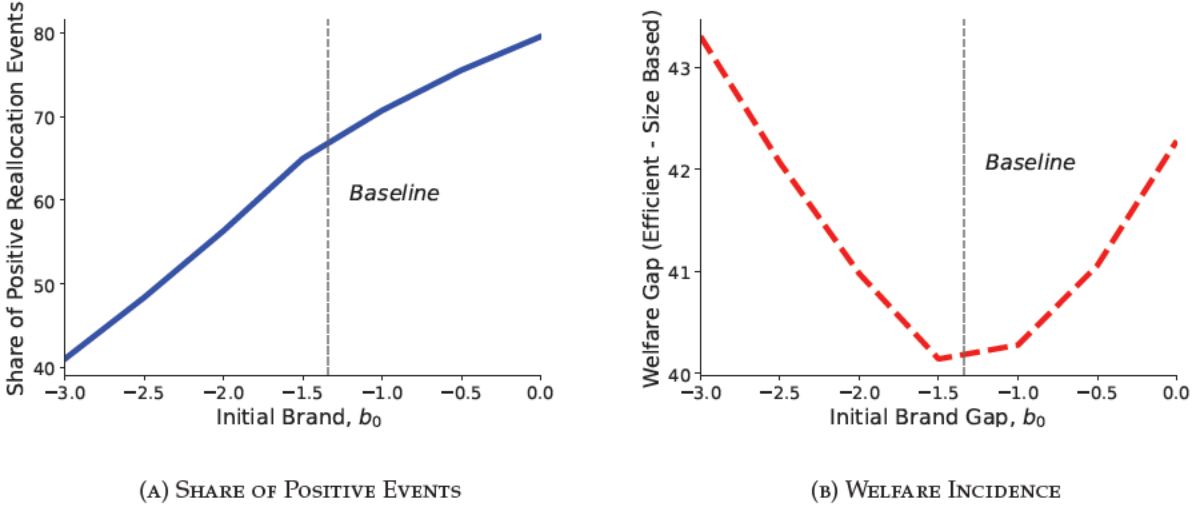 Share of Positive Reallocation Events
80
70
60
50
40
Baseline
−3.0 −2.5 −2.0 −1.5 −1.0 −0.5 0.0
Initial Brand, b₀
(A) Share of Positive Events
Welfare Gap (Efficient - Size Based)
43
42
41
40
Baseline
−3.0 −2.5 −2.0 −1.5 −1.0 −0.5 0.0
Initial Brand Gap, b₀
(B) Welfare Incidence